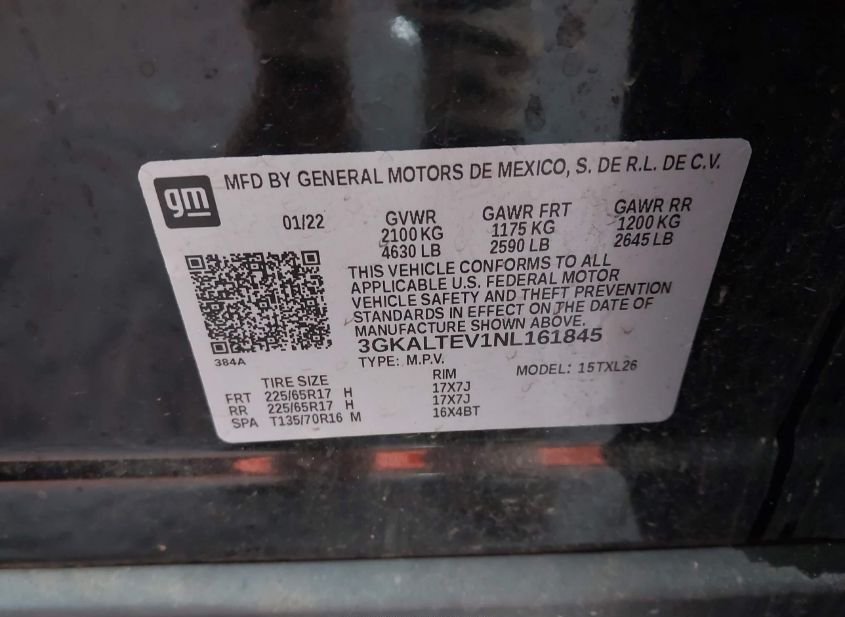 gm
MFD BY GENERAL MOTORS DE MEXICO, S. DE R.L. DE C.V.
01/22 GVWR GAWR FRT GAWR RR
2100 KG 1175 KG 1200 KG
4630 LB 2590 LB 2645 LB
THIS VEHICLE CONFORMS TO ALL
APPLICABLE U.S. FEDERAL MOTOR
VEHICLE SAFETY AND THEFT PREVENTION
STANDARDS IN EFFECT ON THE DATE OF
MANUFACTURE SHOWN ABOVE.
3GKALTEV1NL161845
384A
TYPE: M.P.V. MODEL: 15TXL26
TIRE SIZE RIM
FRT 225/65R17 H 17X7J
RR 225/65R17 H 17X7J
SPA T135/70R16 M 16X4BT